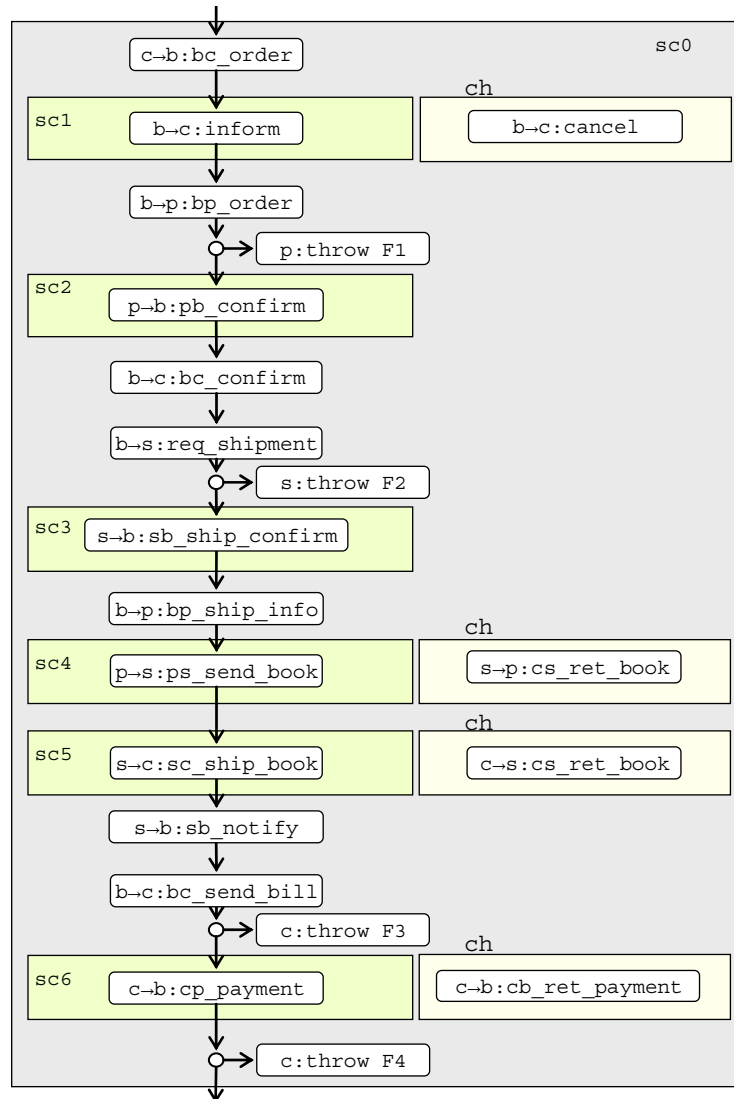 sc0
c→b:bc_order
ch
sc1 b→c:inform b→c:cancel
b→p:bp_order
p:throw F1
sc2
p→b:pb_confirm
b→c:bc_confirm
b→s:req_shipment
s:throw F2
sc3 s→b:sb_ship_confirm
b→p:bp_ship_info
ch
sc4 p→s:ps_send_book s→p:cs_ret_book
ch
sc5 s→c:sc_ship_book c→s:cs_ret_book
s→b:sb_notify
b→c:bc_send_bill
c:throw F3
ch
sc6 c→b:cp_payment c→b:cb_ret_payment
c:throw F4